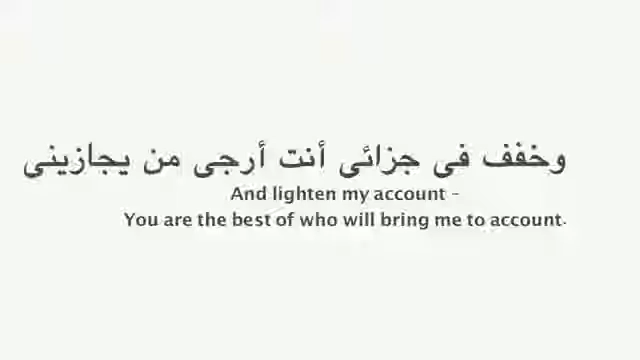 وخفف فى جزائى أنت أرجى من يجازينى
And lighten my account -
You are the best of who will bring me to account.